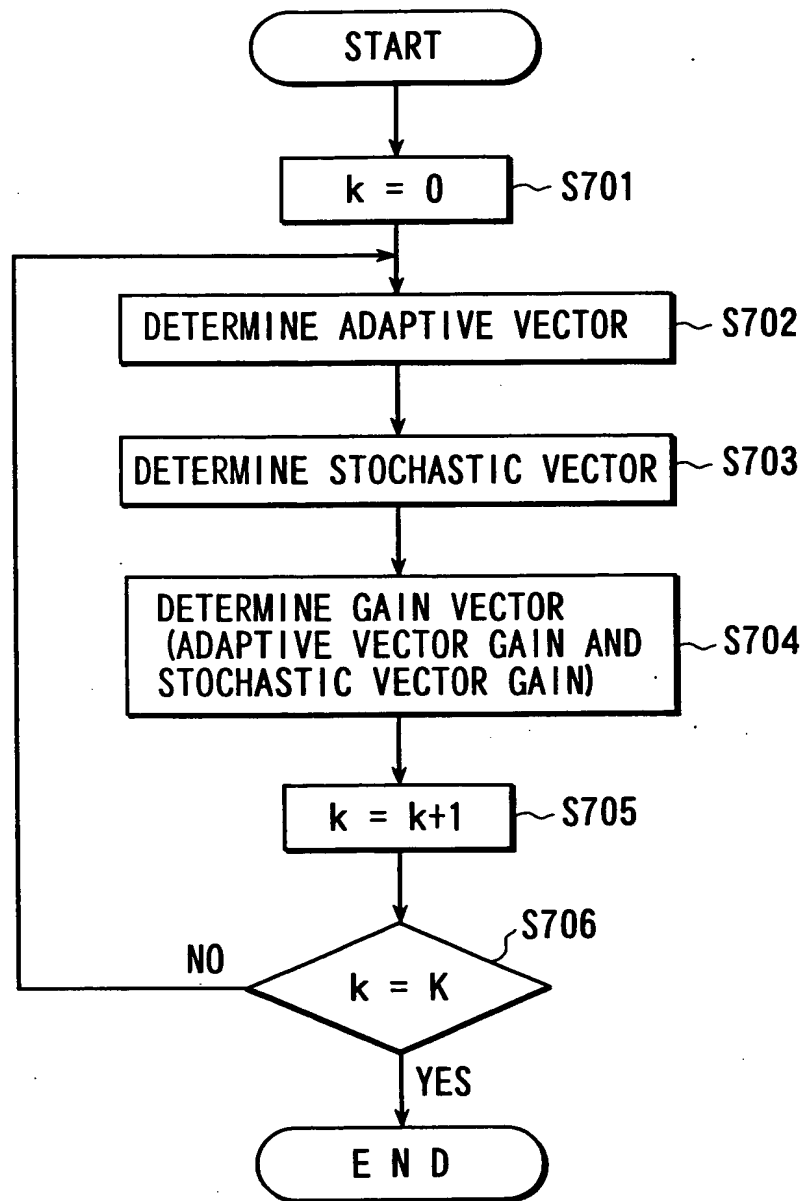 START
k = 0
S701
DETERMINE ADAPTIVE VECTOR
S702
DETERMINE STOCHASTIC VECTOR
S703
DETERMINE GAIN VECTOR
(ADAPTIVE VECTOR GAIN AND
STOCHASTIC VECTOR GAIN)
S704
k = k+1
S705
S706
NO
k = K
YES
E N D